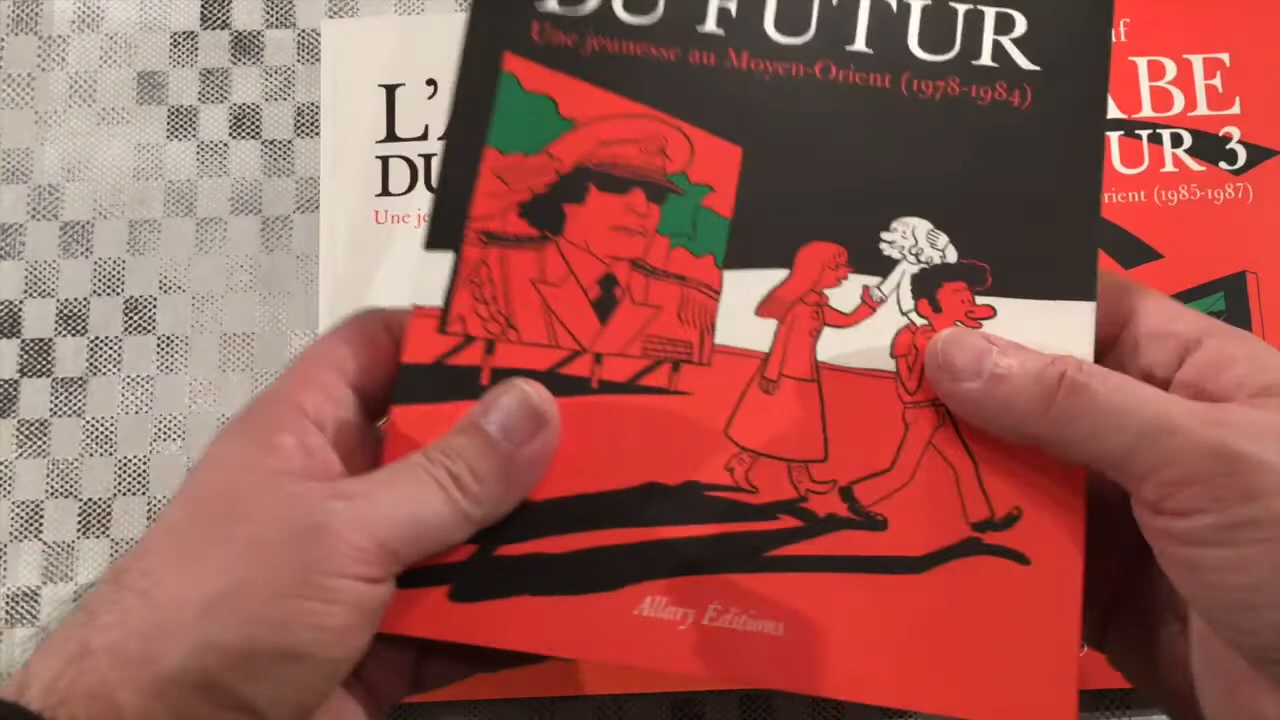 DU FUTUR
Une jeunesse au Moyen-Orient (1978-1984)
Allary Éditions
L'
DU
Une je
uf
ABE
UR 3
rient (1985-1987)